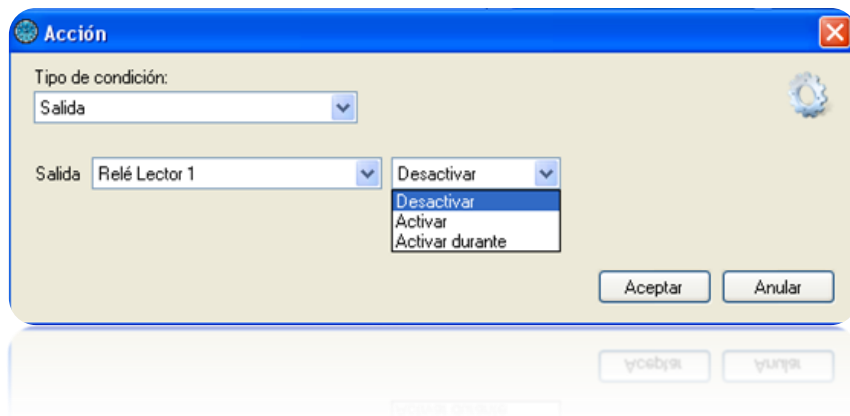 Acción
Tipo de condición:
Salida
Salida Relé Lector 1 Desactivar
Desactivar
Activar
Activar durante
Aceptar Anular